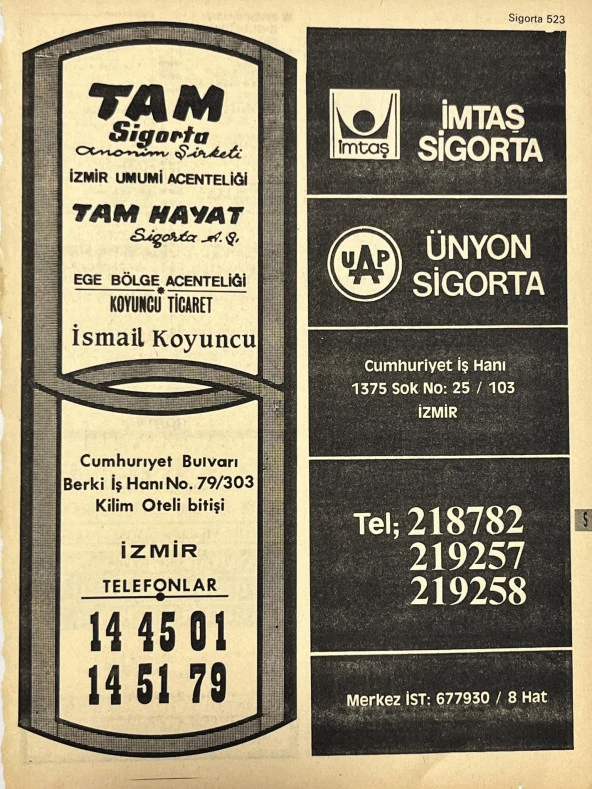 Sigorta 523
TAM
Sigorta
Anonim Şirketi
İZMİR UMUMİ ACENTELİĞİ
TAM HAYAT
Sigorta A.Ş.
EGE BÖLGE ACENTELİĞİ
KOYUNCU TİCARET
İsmail Koyuncu
Cumhurıyet Bulvarı
Berki İş Hanı No. 79/303
Kilim Oteli bitişi
İZMİR
TELEFONLAR
14 45 01
14 51 79
imtaş
İMTAŞ
SİGORTA
UAP
ÜNYON
SİGORTA
Cumhuriyet İş Hanı
1375 Sok No: 25 / 103
İZMİR
Tel; 218782
219257
219258
Merkez İST: 677930 / 8 Hat
S